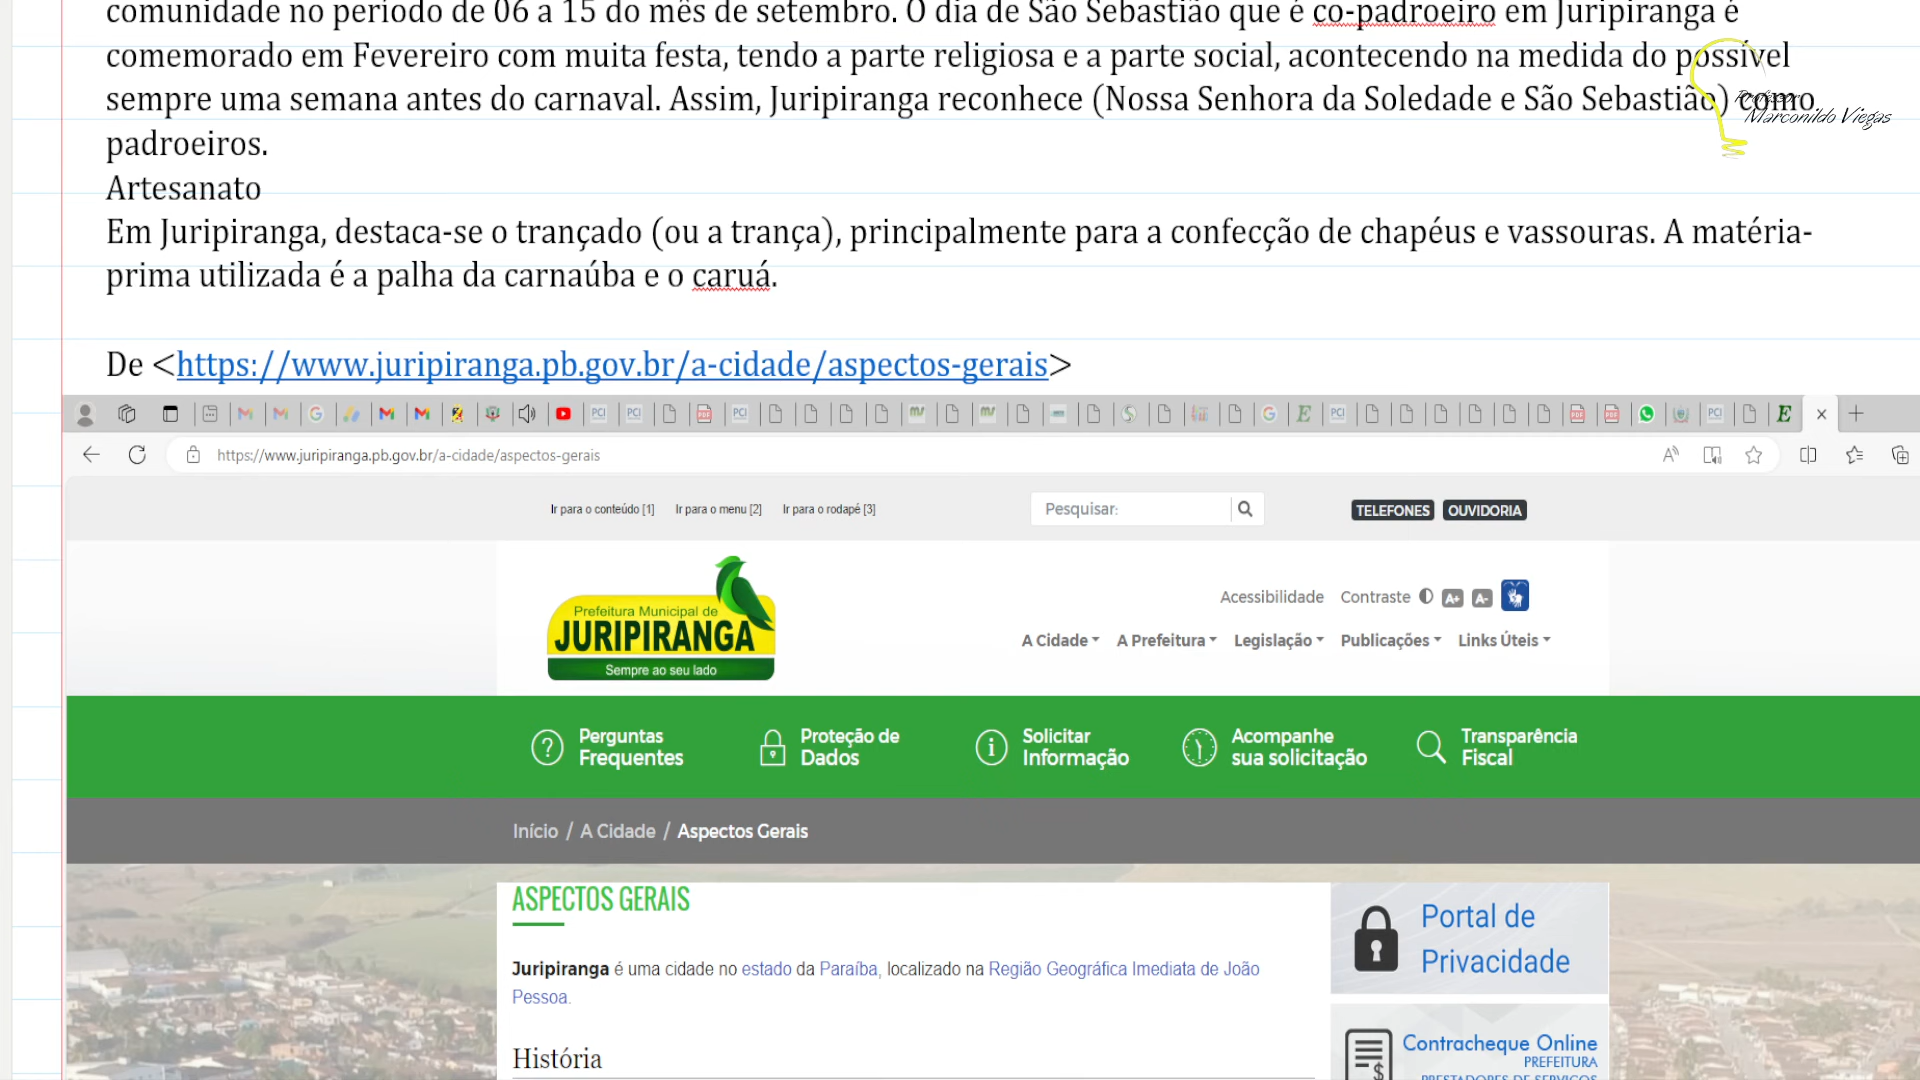 comunidade no período de 06 a 15 do mês de setembro. O dia de São Sebastião que é co-padroeiro em Juripiranga é
comemorado em Fevereiro com muita festa, tendo a parte religiosa e a parte social, acontecendo na medida do possível
sempre uma semana antes do carnaval. Assim, Juripiranga reconhece (Nossa Senhora da Soledade e São Sebastião) como
padroeiros.
Professor
Marconildo Viegas
Artesanato
Em Juripiranga, destaca-se o trançado (ou a trança), principalmente para a confecção de chapéus e vassouras. A matéria-
prima utilizada é a palha da carnaúba e o caruá.
De <https://www.juripiranga.pb.gov.br/a-cidade/aspectos-gerais>
https://www.juripiranga.pb.gov.br/a-cidade/aspectos-gerais
Ir para o conteúdo [1] Ir para o menu [2] Ir para o rodapé [3] Pesquisar: TELEFONES OUVIDORIA
Prefeitura Municipal de
JURIPIRANGA
Sempre ao seu lado
Acessibilidade Contraste A+ A-
A Cidade A Prefeitura Legislação Publicações Links Úteis
Perguntas
Frequentes
Proteção de
Dados
Solicitar
Informação
Acompanhe
sua solicitação
Transparência
Fiscal
Início / A Cidade / Aspectos Gerais
ASPECTOS GERAIS
Juripiranga é uma cidade no estado da Paraíba, localizado na Região Geográfica Imediata de João
Pessoa.
História
Portal de
Privacidade
Contracheque Online
PREFEITURA
PRESTADORES DE SERVIÇOS